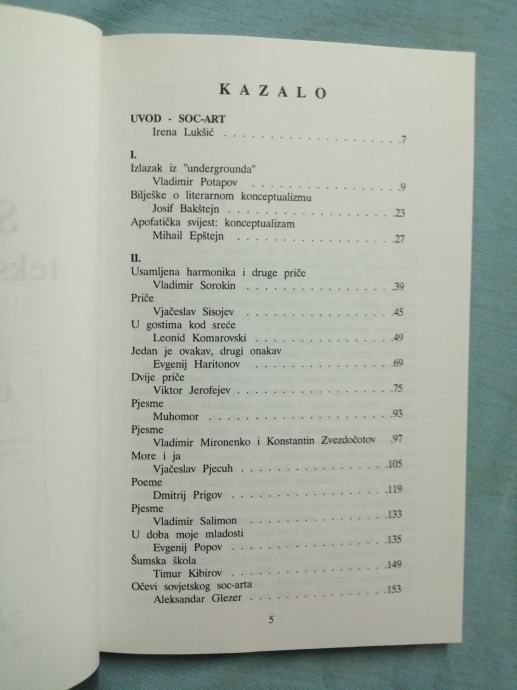 KAZALO
UVOD - SOC-ART
Irena Lukšić . . . . . . . . . . . . . . . . . . . . .7
I.
Izlazak iz "undergrounda"
Vladimir Potapov . . . . . . . . . . . . . . . . .9
Bilješke o literarnom konceptualizmu
Josif Bakštejn . . . . . . . . . . . . . . . . . . .23
Apofatička svijest: konceptualizam
Mihail Epštejn . . . . . . . . . . . . . . . . . . .27
II.
Usamljena harmonika i druge priče
Vladimir Sorokin . . . . . . . . . . . . . . . . .39
Priče
Vjačeslav Sisojev . . . . . . . . . . . . . . . . .45
U gostima kod sreće
Leonid Komarovski . . . . . . . . . . . . . . . .49
Jedan je ovakav, drugi onakav
Evgenij Haritonov . . . . . . . . . . . . . . . . .69
Dvije priče
Viktor Jerofejev . . . . . . . . . . . . . . . . . .75
Pjesme
Muhomor . . . . . . . . . . . . . . . . . . . . . .93
Pjesme
Vladimir Mironenko i Konstantin Zvezdočotov .97
More i ja
Vjačeslav Pjecuh . . . . . . . . . . . . . . . . .105
Poeme
Dmitrij Prigov . . . . . . . . . . . . . . . . . . .119
Pjesme
Vladimir Salimon . . . . . . . . . . . . . . . . .133
U doba moje mladosti
Evgenij Popov . . . . . . . . . . . . . . . . . . .135
Šumska škola
Timur Kibirov . . . . . . . . . . . . . . . . . . .149
Očevi sovjetskog soc-arta
Aleksandar Glezer . . . . . . . . . . . . . . . .153
5